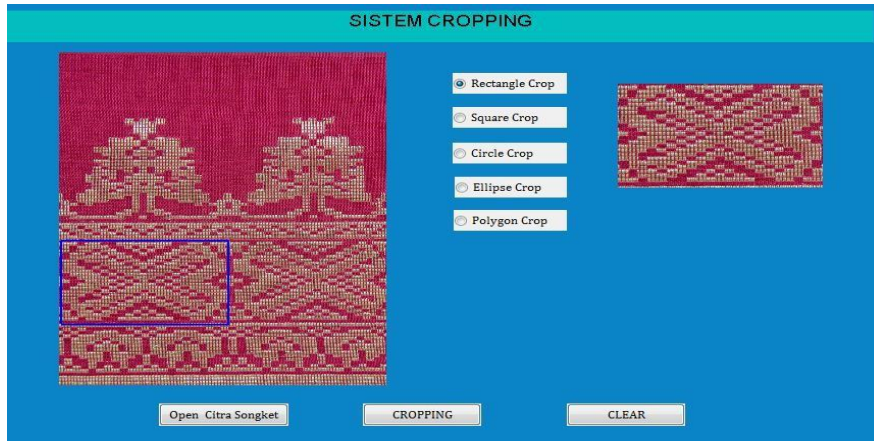 SISTEM CROPPING
Rectangle Crop
Square Crop
Circle Crop
Ellipse Crop
Polygon Crop
Open Citra Songket
CROPPING
CLEAR